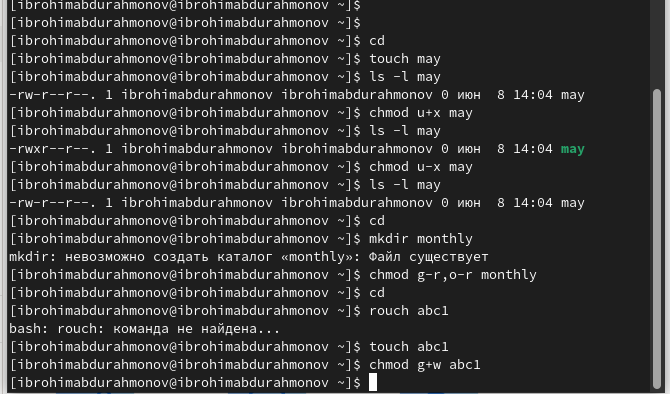 [ibrohimabdurahmonov@ibrohimabdurahmonov ~]$
[ibrohimabdurahmonov@ibrohimabdurahmonov ~]$
[ibrohimabdurahmonov@ibrohimabdurahmonov ~]$ cd
[ibrohimabdurahmonov@ibrohimabdurahmonov ~]$ touch may
[ibrohimabdurahmonov@ibrohimabdurahmonov ~]$ ls -l may
-rw-r--r--. 1 ibrohimabdurahmonov ibrohimabdurahmonov 0 июн  8 14:04 may
[ibrohimabdurahmonov@ibrohimabdurahmonov ~]$ chmod u+x may
[ibrohimabdurahmonov@ibrohimabdurahmonov ~]$ ls -l may
-rwxr--r--. 1 ibrohimabdurahmonov ibrohimabdurahmonov 0 июн  8 14:04 may
[ibrohimabdurahmonov@ibrohimabdurahmonov ~]$ chmod u-x may
[ibrohimabdurahmonov@ibrohimabdurahmonov ~]$ ls -l may
-rw-r--r--. 1 ibrohimabdurahmonov ibrohimabdurahmonov 0 июн  8 14:04 may
[ibrohimabdurahmonov@ibrohimabdurahmonov ~]$ cd
[ibrohimabdurahmonov@ibrohimabdurahmonov ~]$ mkdir monthly
mkdir: невозможно создать каталог «monthly»: Файл существует
[ibrohimabdurahmonov@ibrohimabdurahmonov ~]$ chmod g-r,o-r monthly
[ibrohimabdurahmonov@ibrohimabdurahmonov ~]$ cd
[ibrohimabdurahmonov@ibrohimabdurahmonov ~]$ rouch abc1
bash: rouch: команда не найдена...
[ibrohimabdurahmonov@ibrohimabdurahmonov ~]$ touch abc1
[ibrohimabdurahmonov@ibrohimabdurahmonov ~]$ chmod g+w abc1
[ibrohimabdurahmonov@ibrohimabdurahmonov ~]$